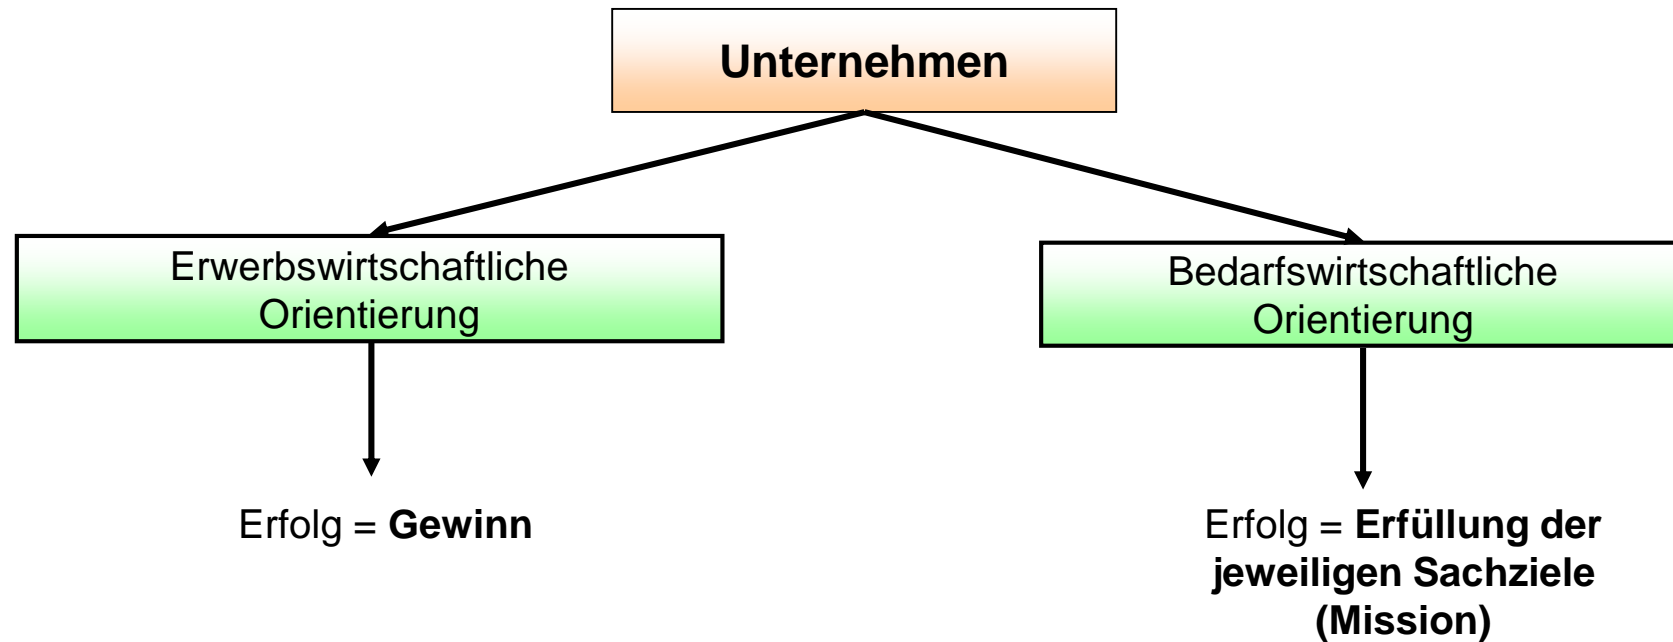 Unternehmen
Erwerbswirtschaftliche
Orientierung
Bedarfswirtschaftliche
Orientierung
Erfolg = Gewinn
Erfolg = Erfüllung der
jeweiligen Sachziele
(Mission)